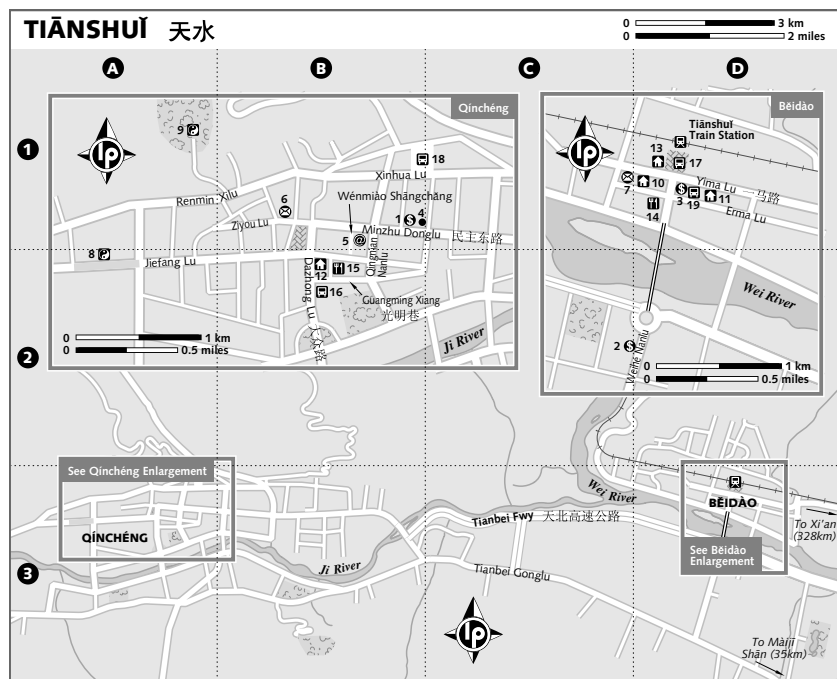 TIĀNSHUǏ 天水
0 3 km
0 2 miles
A
B
C
D
1
2
3
Qínchéng
lp
9
18
Xinhua Lu
Renmin Xilu
6
Wénmiào Shāngchǎng
Ziyou Lu
1
4
5
Minzhu Donglu 民主东路
8
Jiefang Lu
Qingnian Nanlu
12
15
Dazhong Lu 大众路
16
Guangming Xiang
光明巷
Ji River
0 1 km
0 0.5 miles
Běidào
lp
Tiānshuǐ
Train Station
13
17
Yima Lu 一马路
7
10
3
19
11
Erma Lu
14
Wei River
2
Weihe Nanlu
0 1 km
0 0.5 miles
See Qínchéng Enlargement
QÍNCHÉNG
Ji River
Wei River
Tianbei Fwy 天北高速公路
Tianbei Gonglu
BĚIDÀO
To Xi'an
(328km)
See Běidào
Enlargement
lp
To Màijī
Shān (35km)